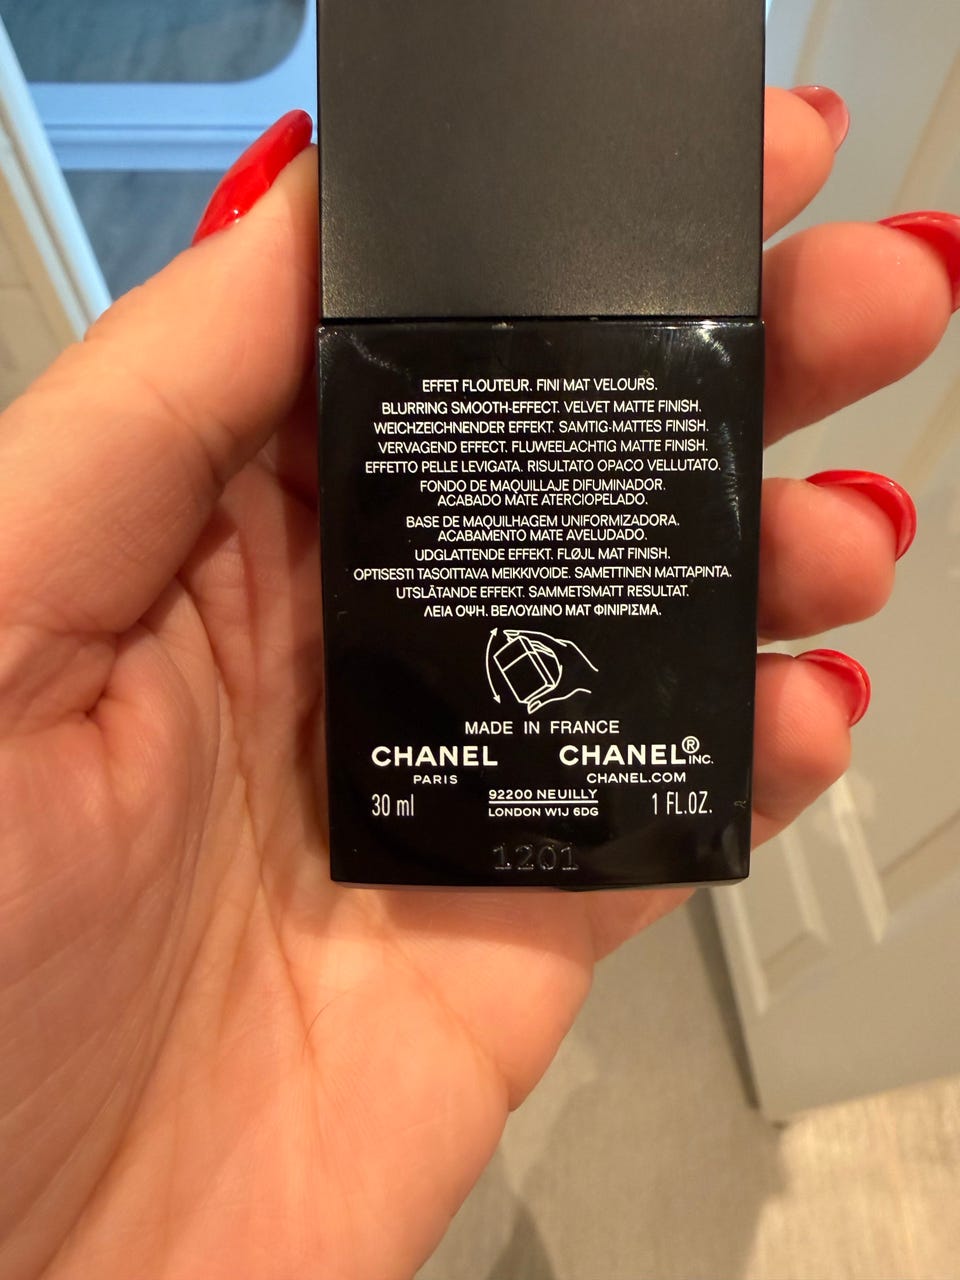 EFFET FLOUTEUR. FINI MAT VELOURS.
BLURRING SMOOTH-EFFECT. VELVET MATTE FINISH.
WEICHZEICHNENDER EFFEKT. SAMTIG-MATTES FINISH.
VERVAGEND EFFECT. FLUWEELACHTIG MATTE FINISH.
EFFETTO PELLE LEVIGATA. RISULTATO OPACO VELLUTATO.
FONDO DE MAQUILLAJE DIFUMINADOR.
ACABADO MATE ATERCIOPELADO.
BASE DE MAQUILHAGEM UNIFORMIZADORA.
ACABAMENTO MATE AVELUDADO.
UDGLATTENDE EFFEKT. FLØJL MAT FINISH.
OPTISESTI TASOITTAVA MEIKKIVOIDE. SAMETTINEN MATTAPINTA.
UTSLÄTANDE EFFEKT. SAMMETSMATT RESULTAT.
ΛΕΙΑ ΟΨΗ. ΒΕΛΟΥΔΙΝΟ ΜΑΤ ΦΙΝΙΡΙΣΜΑ.
MADE IN FRANCE
CHANEL CHANEL® INC.
PARIS CHANEL.COM
30 ml 92200 NEUILLY 1 FL.OZ.
LONDON W1J 6DG
1201